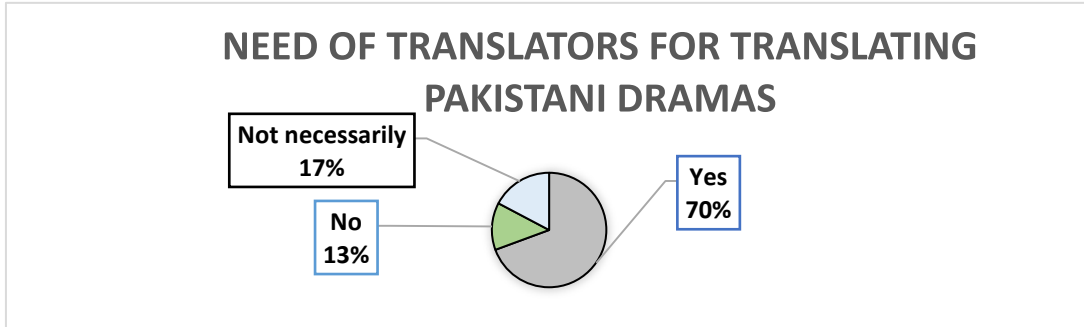 NEED OF TRANSLATORS FOR TRANSLATING
PAKISTANI DRAMAS
Not necessarily
17%
Yes
70%
No
13%